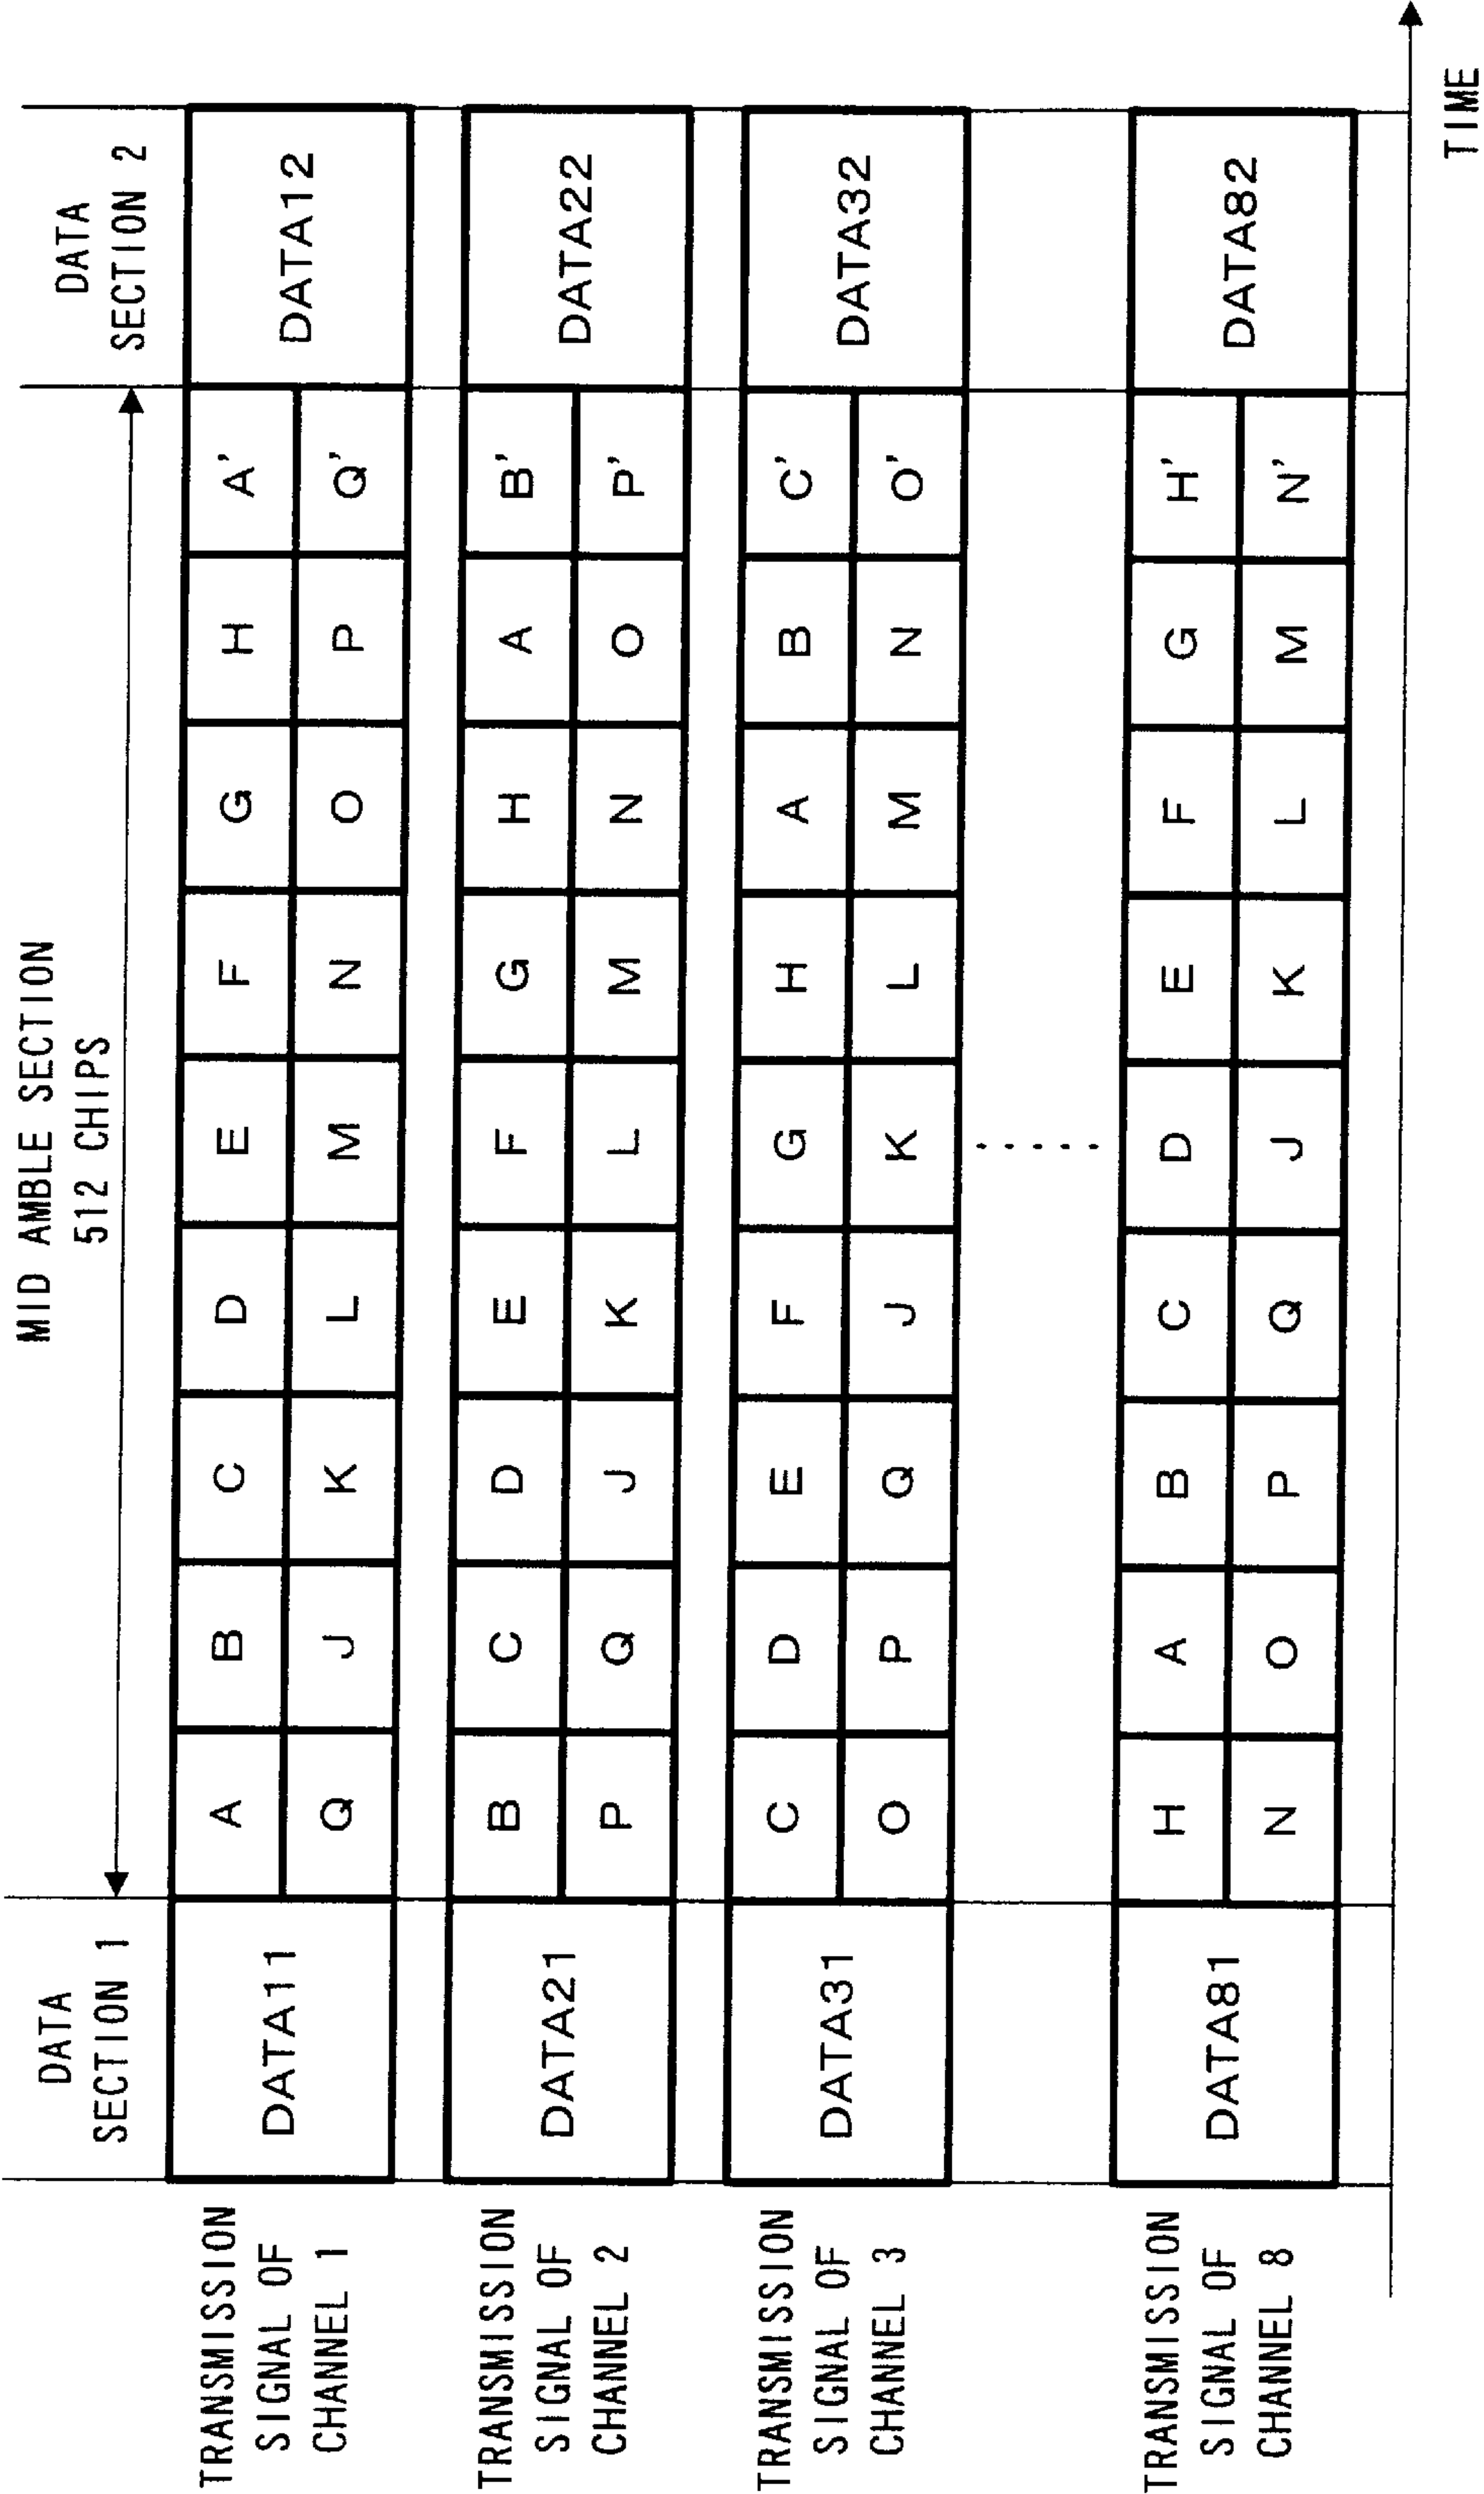 MID AMBLE SECTION
512 CHIPS
DATA
SECTION 1
DATA
SECTION 2
TRANSMISSION
SIGNAL OF
CHANNEL 1
DATA11
A B C D E F G H A'
Q J K L M N O P Q'
DATA12
TRANSMISSION
SIGNAL OF
CHANNEL 2
DATA21
B C D E F G H A B'
P Q J K L M N O P'
DATA22
TRANSMISSION
SIGNAL OF
CHANNEL 3
DATA31
C D E F G H A B C'
O P Q J K L M N O'
DATA32
TRANSMISSION
SIGNAL OF
CHANNEL 8
DATA81
H A B C D E F G H'
N O P Q J K L M N'
DATA82
TIME